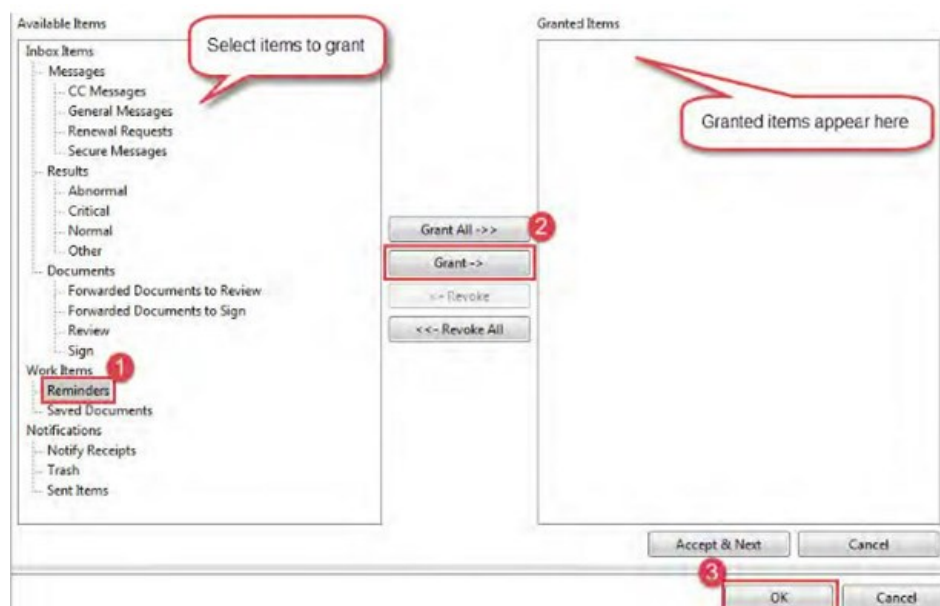 Available Items
Granted Items
Select items to grant
Inbox Items
Messages
CC Messages
General Messages
Renewal Requests
Secure Messages
Results
Abnormal
Critical
Normal
Other
Documents
Forwarded Documents to Review
Forwarded Documents to Sign
Review
Sign
Work Items
1
Reminders
Saved Documents
Notifications
Notify Receipts
Trash
Sent Items
Grant All ->>
2
Grant ->
<- Revoke
<<- Revoke All
Granted items appear here
Accept & Next
Cancel
3
OK
Cancel